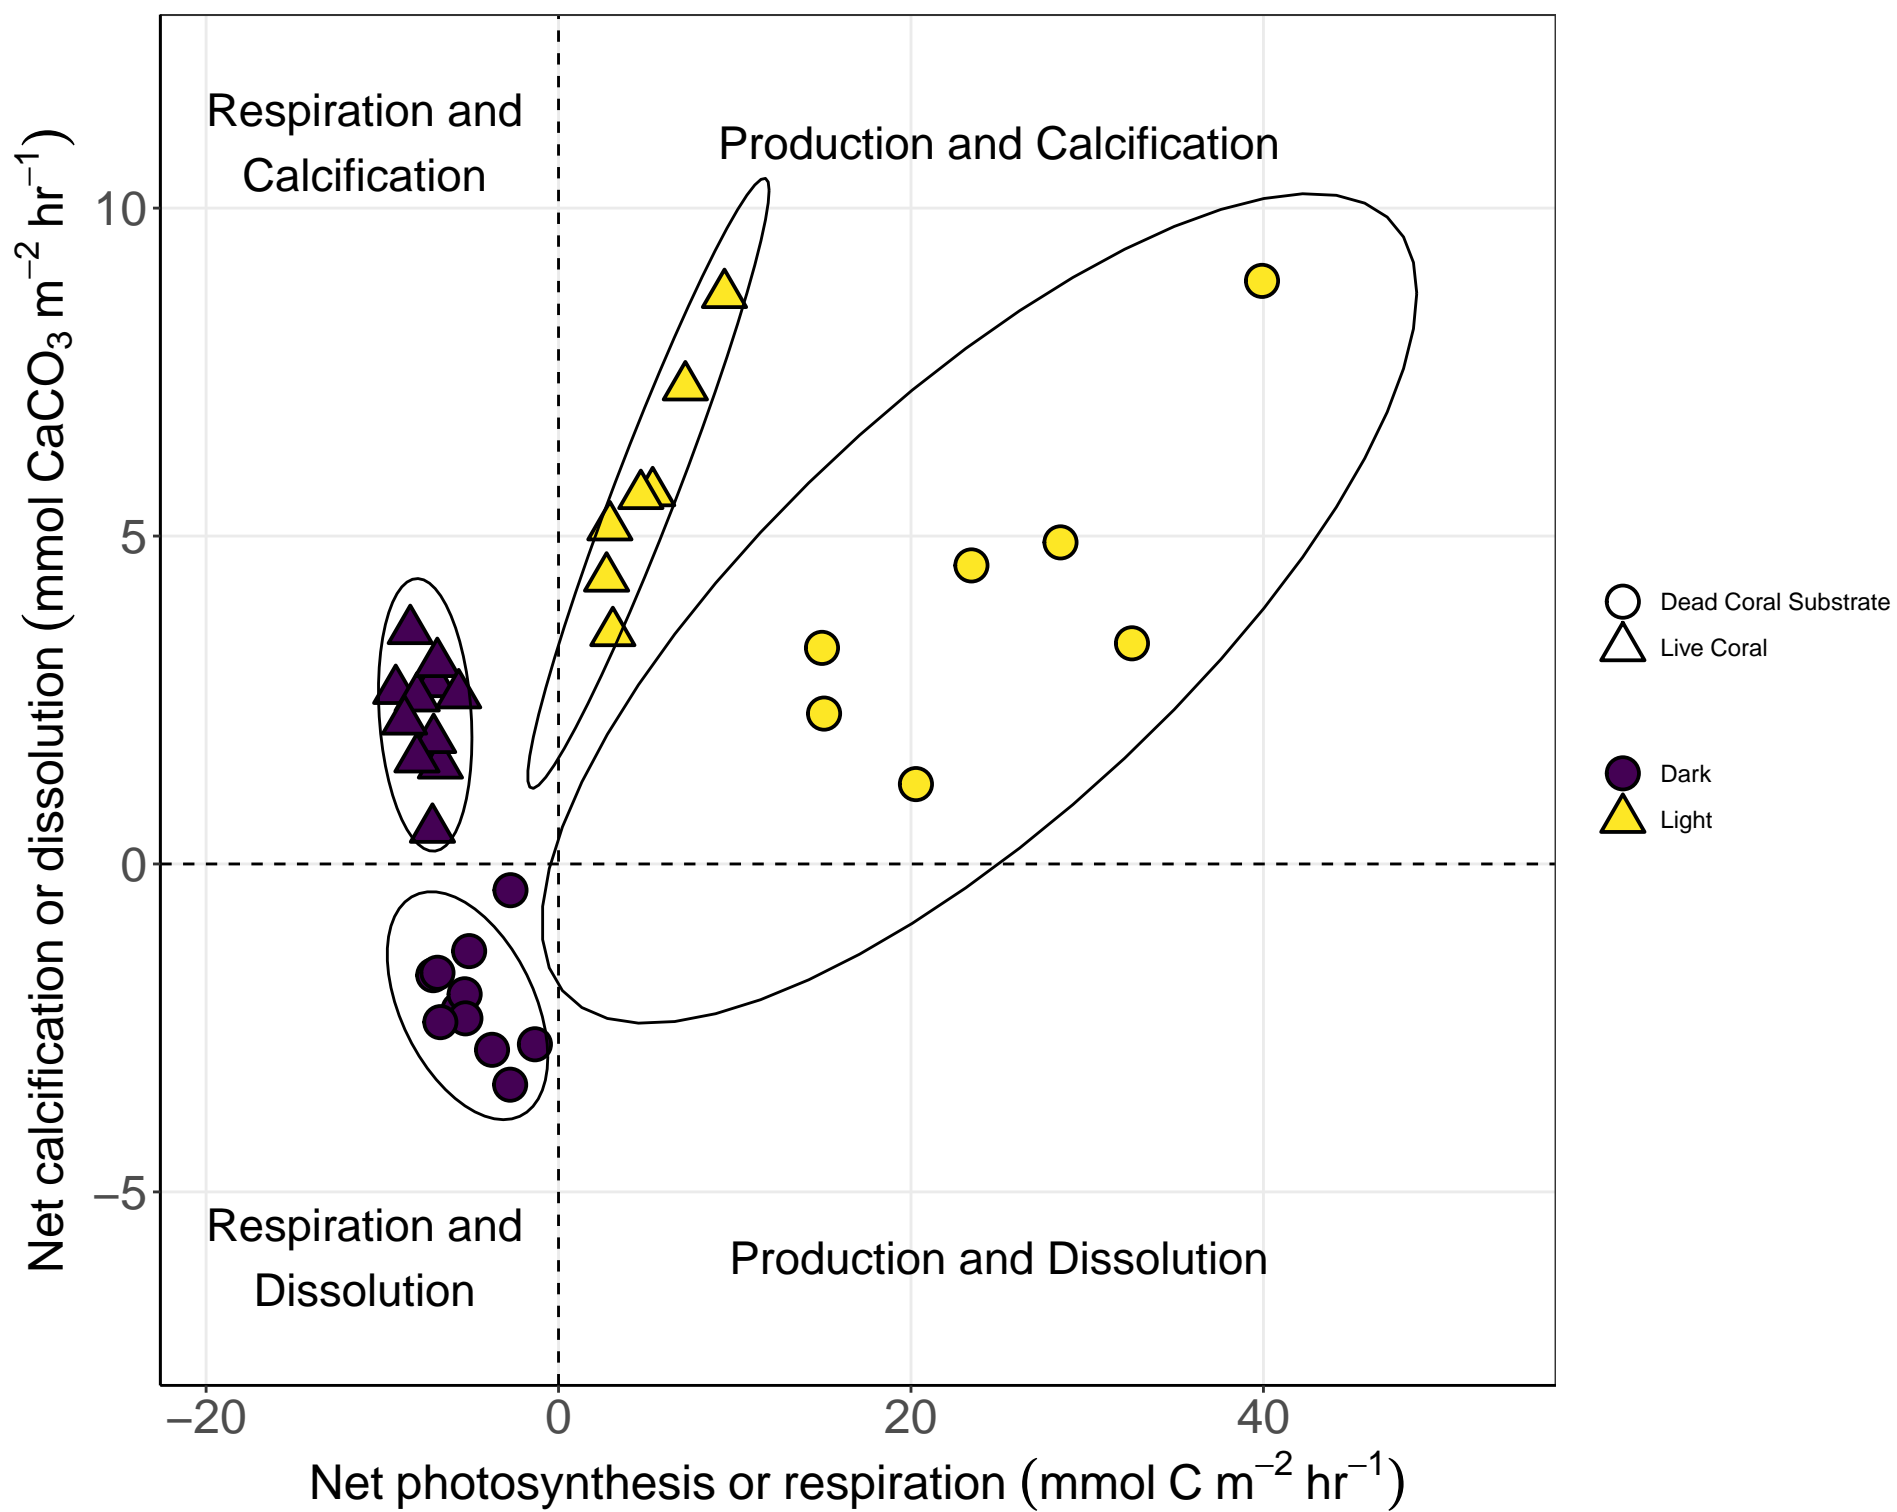 Respiration and
Calcification
Production and Calcification
10
5
0
−5
Respiration and
Dissolution
Production and Dissolution
−20
0
20
40
Net photosynthesis or respiration (mmol C m⁻² hr⁻¹)
Net calcification or dissolution (mmol CaCO₃ m⁻² hr⁻¹)
Dead Coral Substrate
Live Coral
Dark
Light